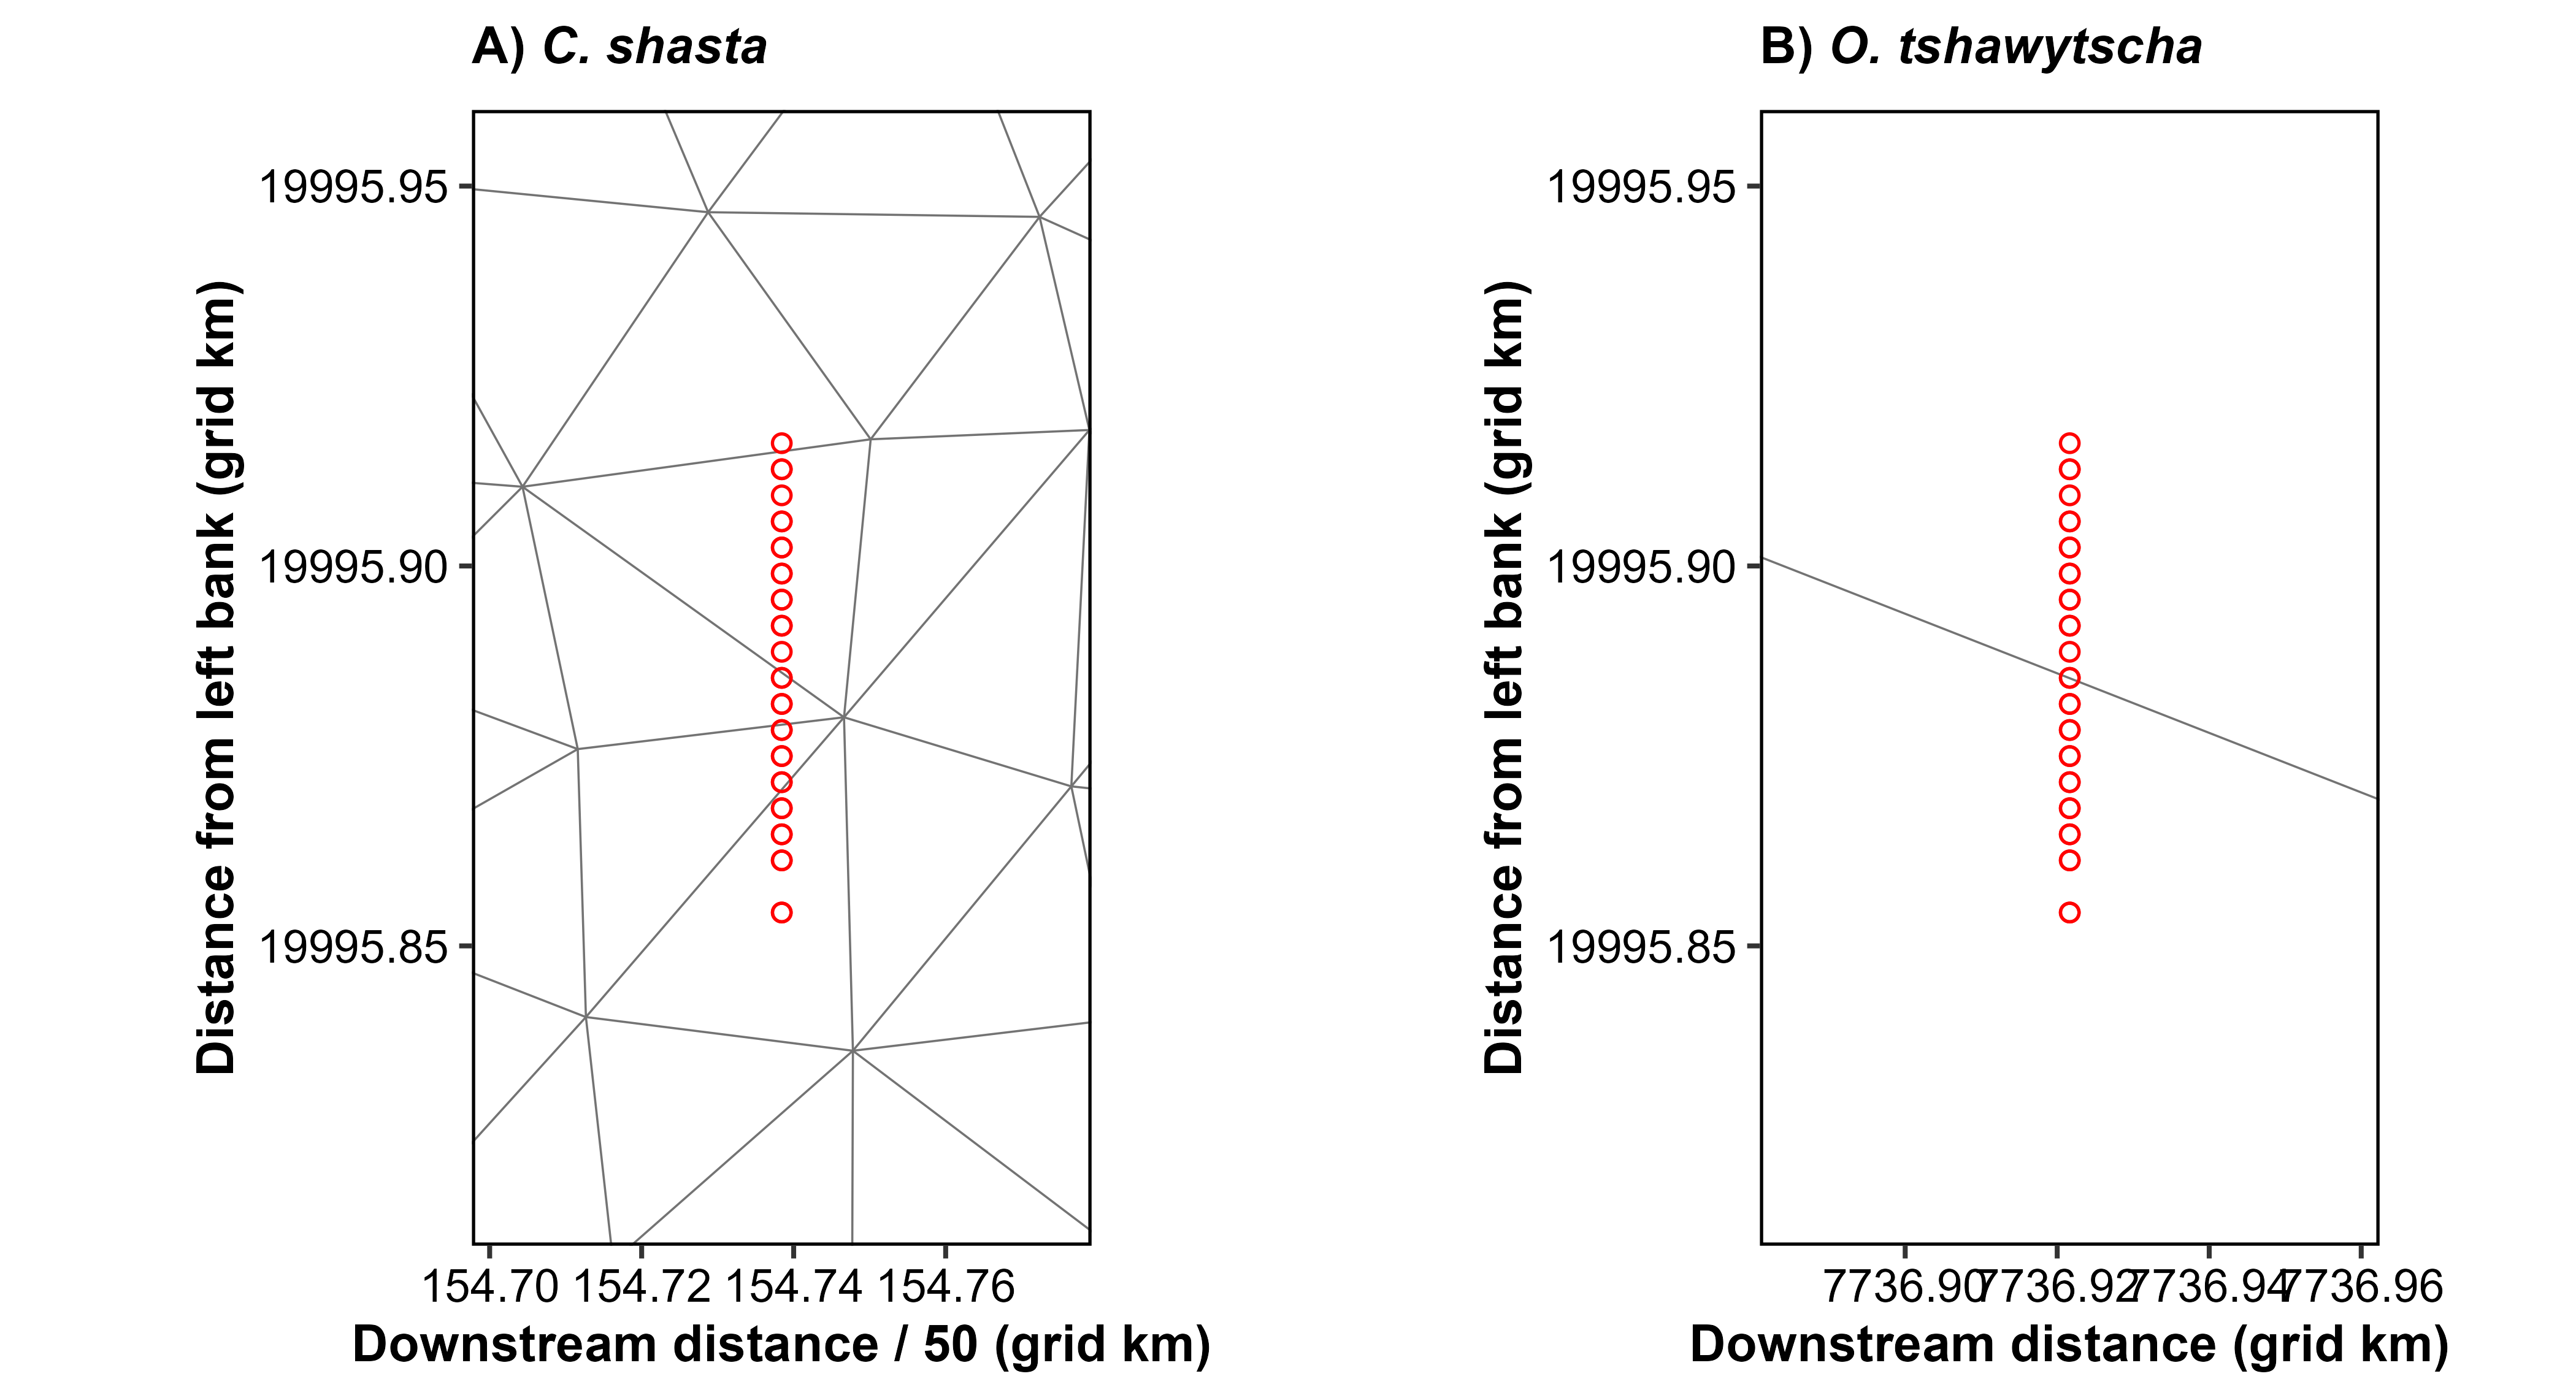 A) C. shasta
Distance from left bank (grid km)
19995.95
19995.90
19995.85
154.70 154.72 154.74 154.76
Downstream distance / 50 (grid km)
B) O. tshawytscha
Distance from left bank (grid km)
19995.95
19995.90
19995.85
7736.90 7736.92 7736.94 7736.96
Downstream distance (grid km)